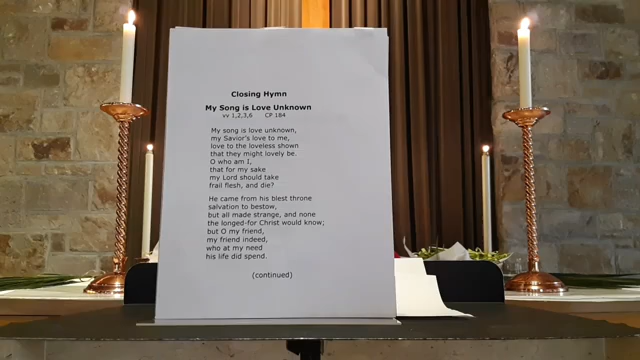 Closing Hymn
My Song is Love Unknown
vv 1,2,3,6 CP 184
My song is love unknown,
my Savior's love to me,
love to the loveless shown
that they might lovely be.
O who am I,
that for my sake
my Lord should take
frail flesh, and die?
He came from his blest throne
salvation to bestow,
but all made strange, and none
the longed-for Christ would know;
but O my friend,
my friend indeed,
who at my need
his life did spend.
(continued)